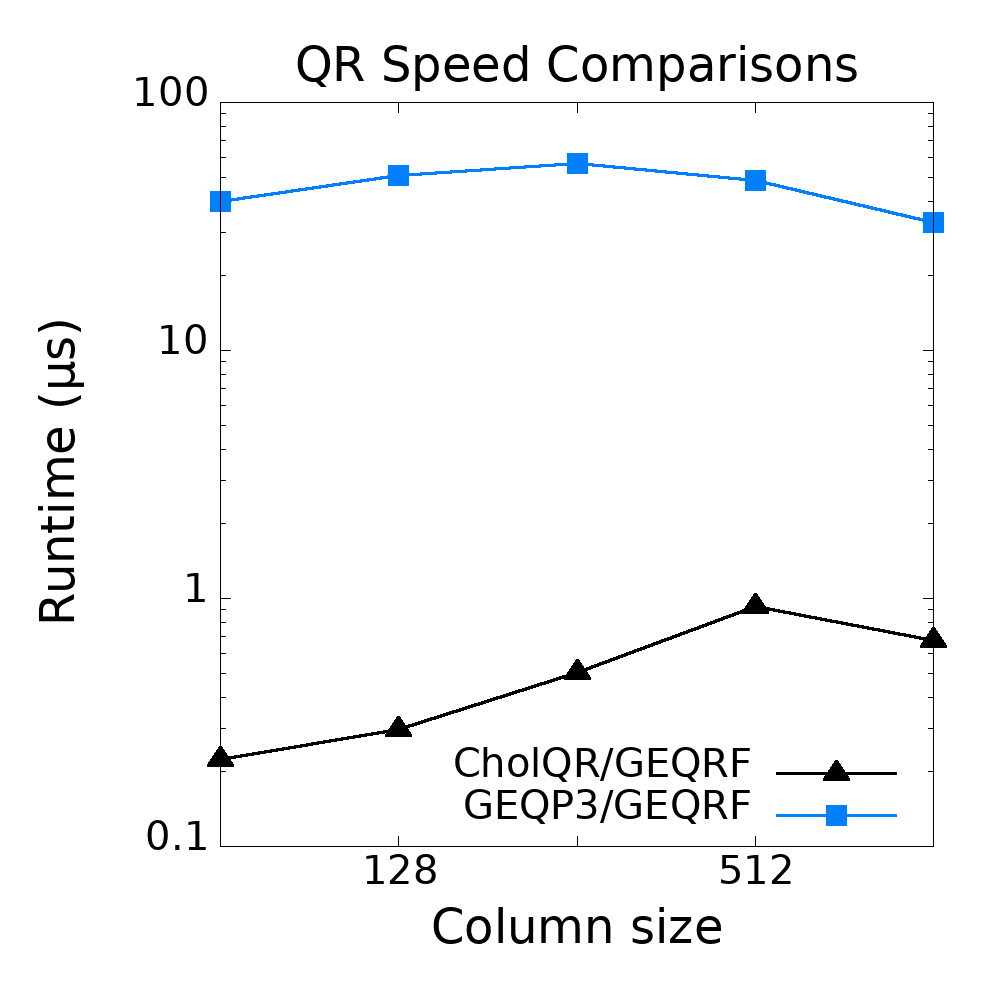 QR Speed Comparisons
100
10
1
0.1
Runtime (µs)
CholQR/GEQRF
GEQP3/GEQRF
128 512
Column size